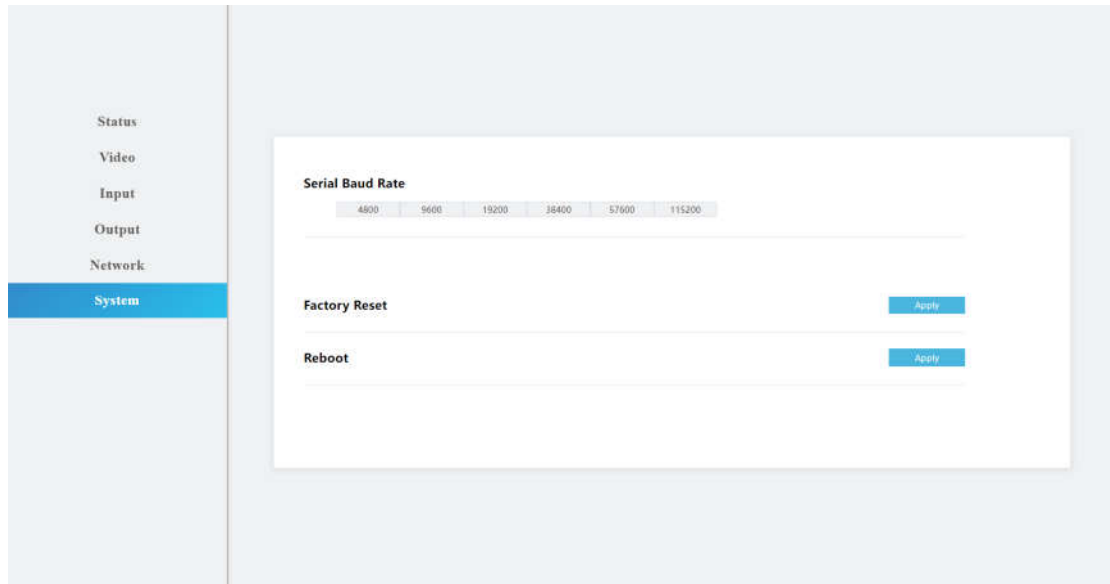 Status
Video
Input
Output
Network
System
Serial Baud Rate
4800 9600 19200 38400 57600 115200
Factory Reset Apply
Reboot Apply